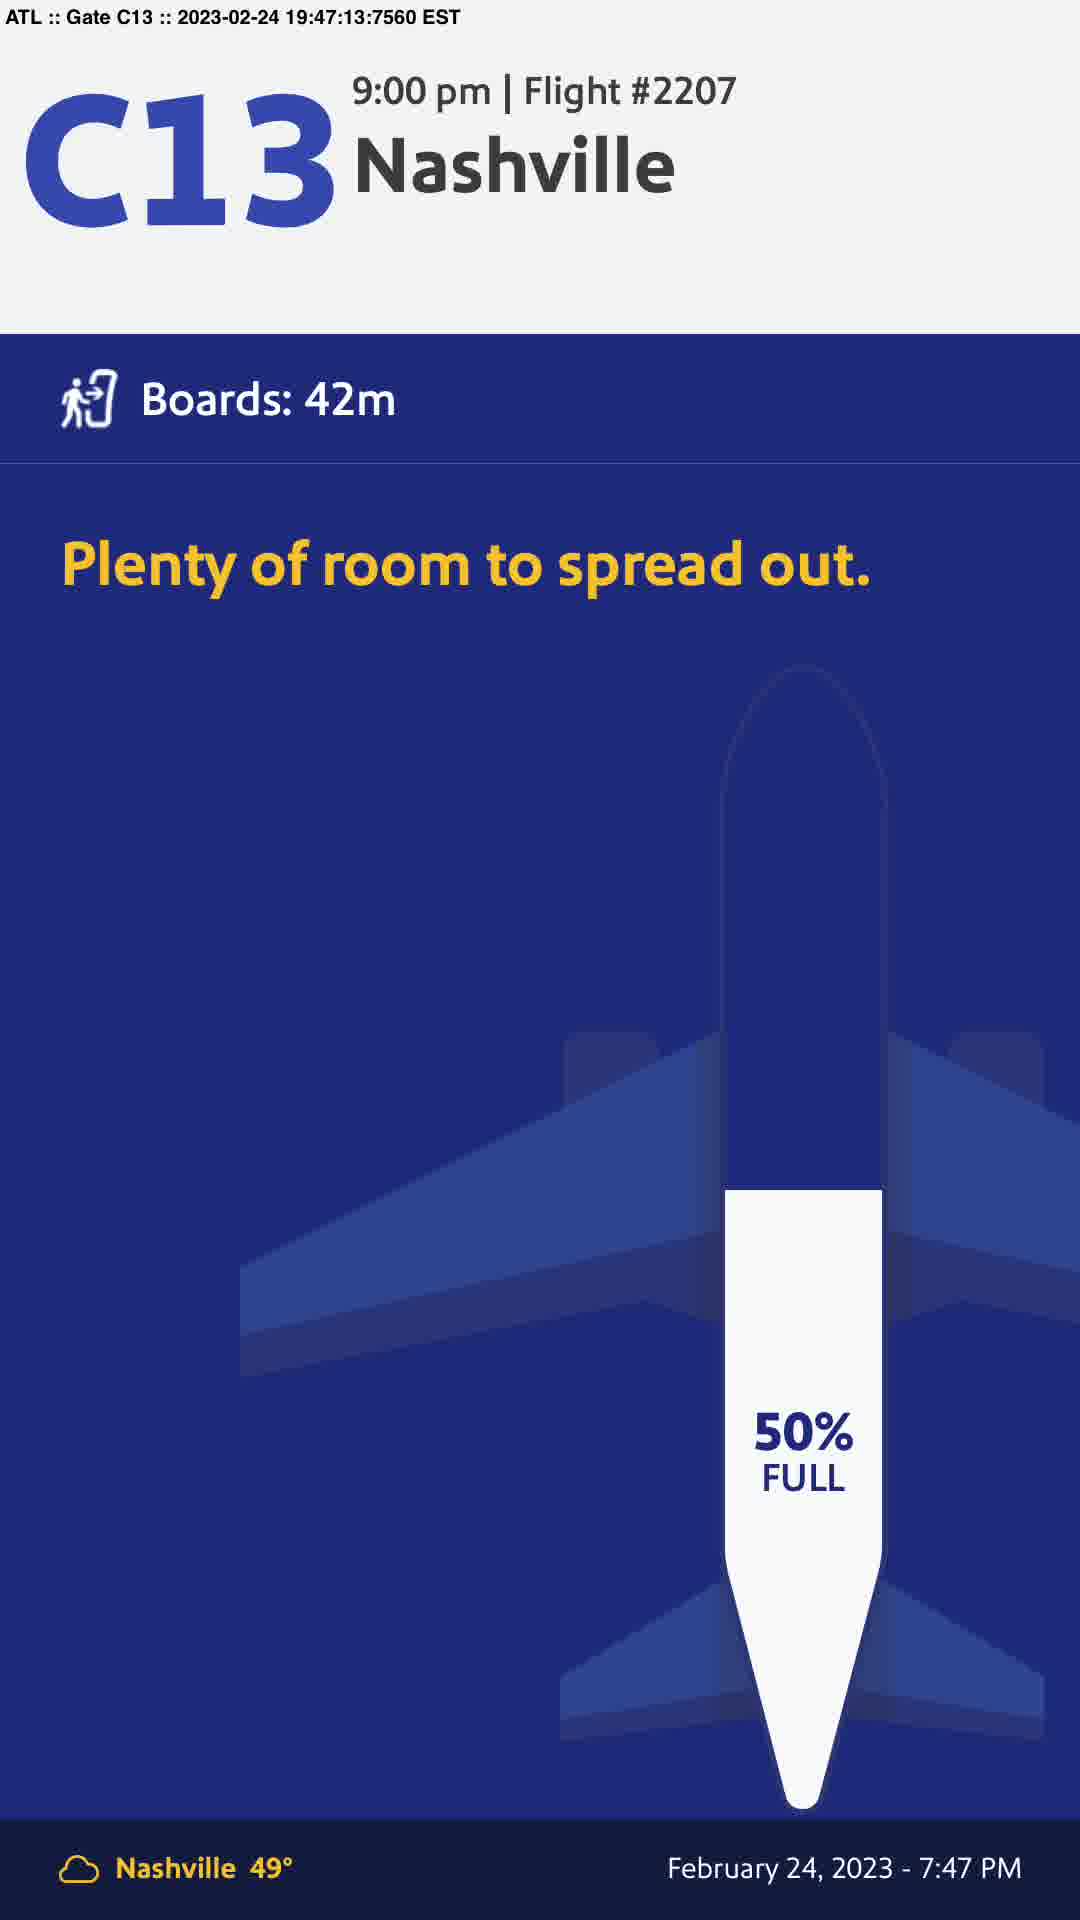 ATL :: Gate C13 :: 2023-02-24 19:47:13:7560 EST
C13
9:00 pm | Flight #2207
Nashville
Boards: 42m
Plenty of room to spread out.
50%
FULL
Nashville 49°
February 24, 2023 - 7:47 PM